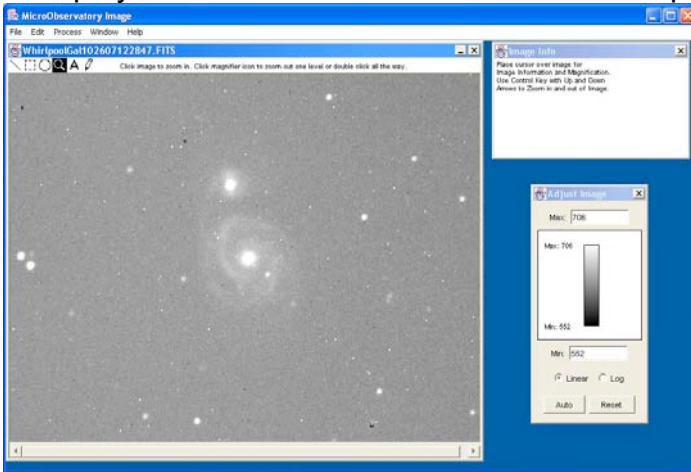 MicroObservatory Image
File Edit Process Window Help
WhirlpoolGal102607122847.FITS
A
Click image to zoom in. Click magnifier icon to zoom out one level or double click all the way.
Image Info
Place cursor over image for
Image Information and Magnification.
Use Control Key with Up and Down
Arrows to Zoom in and out of Image.
Adjust Image
Max: 706
Max: 706
Min: 552
Min: 552
Linear Log
Auto Reset